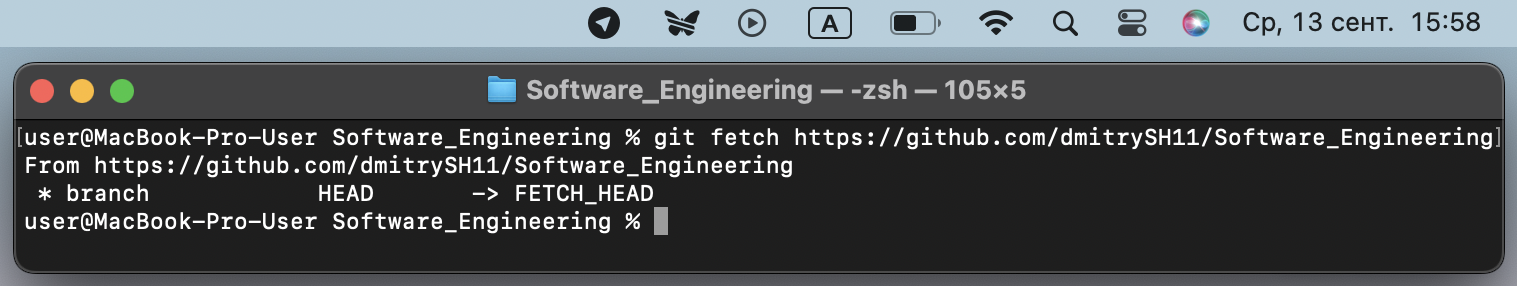 A
Ср, 13 сент. 15:58
Software_Engineering — -zsh — 105×5
[user@MacBook-Pro-User Software_Engineering % git fetch https://github.com/dmitrySH11/Software_Engineering]
From https://github.com/dmitrySH11/Software_Engineering
 * branch            HEAD       -> FETCH_HEAD
user@MacBook-Pro-User Software_Engineering %